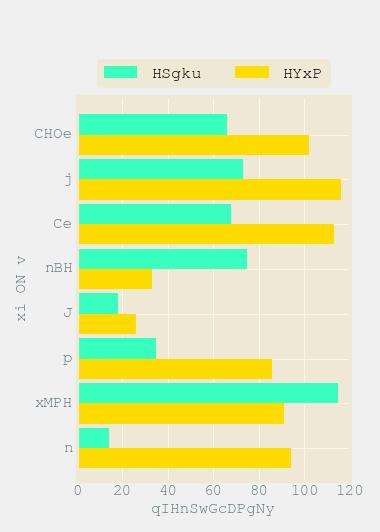 HSgku HYxP
CHOe
j
Ce
nBH
J
p
xMPH
n
xi ON v
0 20 40 60 80 100 120
qIHnSwGcDPgNy